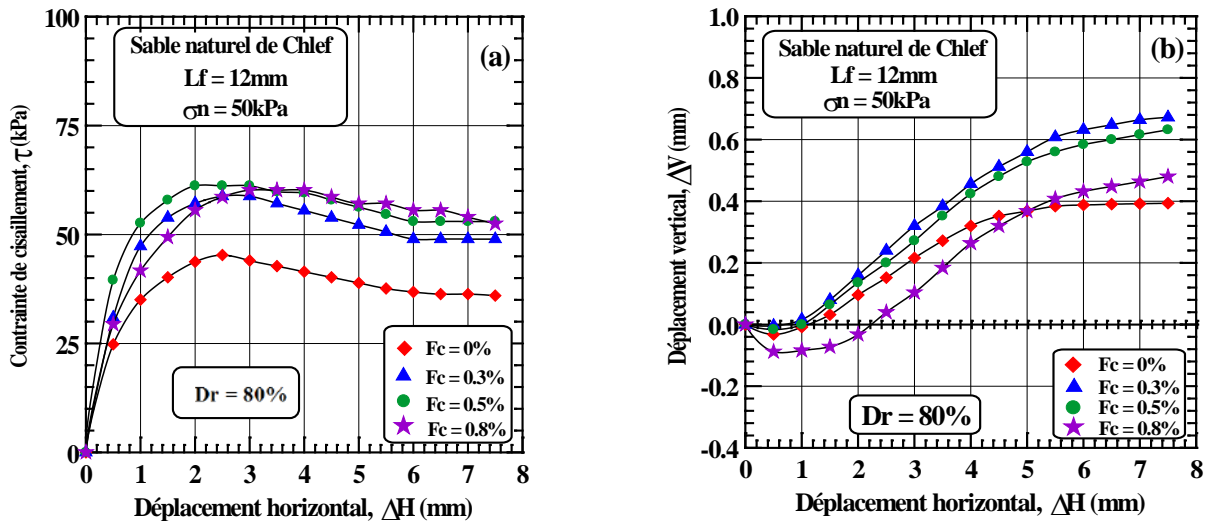 100
75
50
25
0
Contrainte de cisaillement, τ (kPa)
Sable naturel de Chlef
Lf = 12mm
σn = 50kPa
(a)
Dr = 80%
Fc = 0%
Fc = 0.3%
Fc = 0.5%
Fc = 0.8%
0 1 2 3 4 5 6 7 8
Déplacement horizontal, ΔH (mm)
1.0
0.8
0.6
0.4
0.2
0.0
-0.2
-0.4
Déplacement vertical, ΔV (mm)
Sable naturel de Chlef
Lf = 12mm
σn = 50kPa
(b)
Dr = 80%
Fc = 0%
Fc = 0.3%
Fc = 0.5%
Fc = 0.8%
0 1 2 3 4 5 6 7 8
Déplacement horizontal, ΔH (mm)